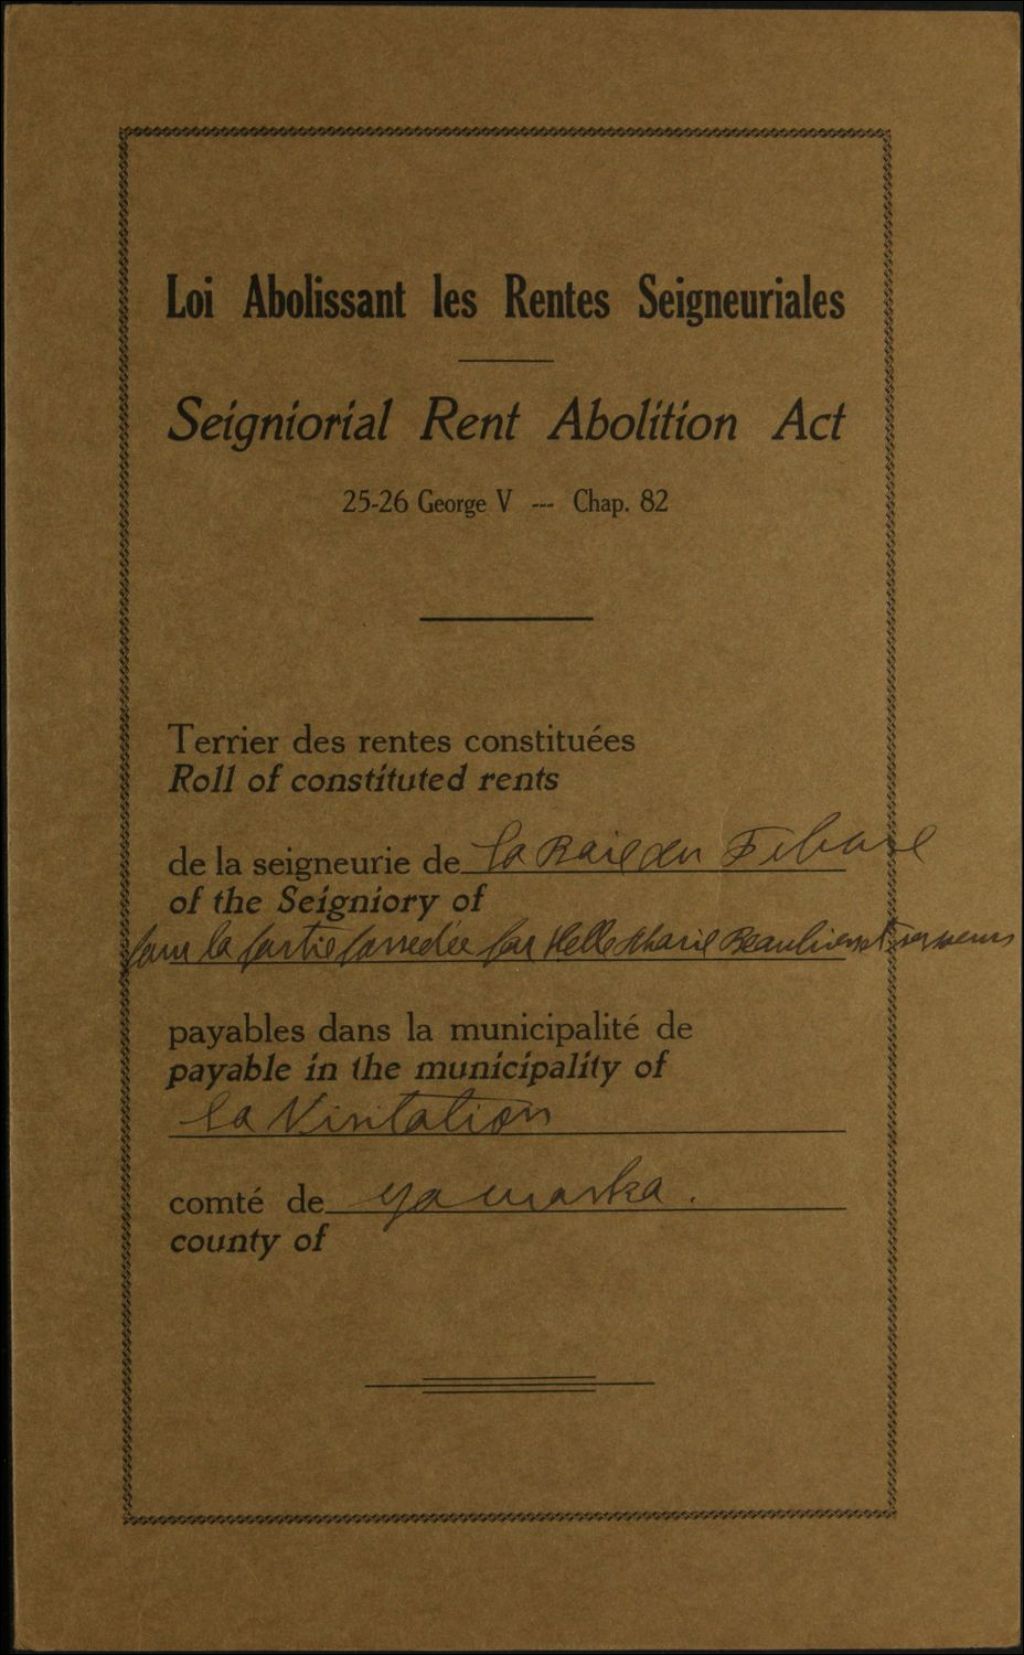 Loi Abolissant les Rentes Seigneuriales
Seigniorial Rent Abolition Act
25-26 George V --- Chap. 82
Terrier des rentes constituées
Roll of constituted rents
de la seigneurie de La Baie du Febvre
of the Seigniory of
pour la partie possédée par Melle Marie Beaulieu et ses soeurs
payables dans la municipalité de
payable in the municipality of
La Visitation
comté de Yamaska.
county of